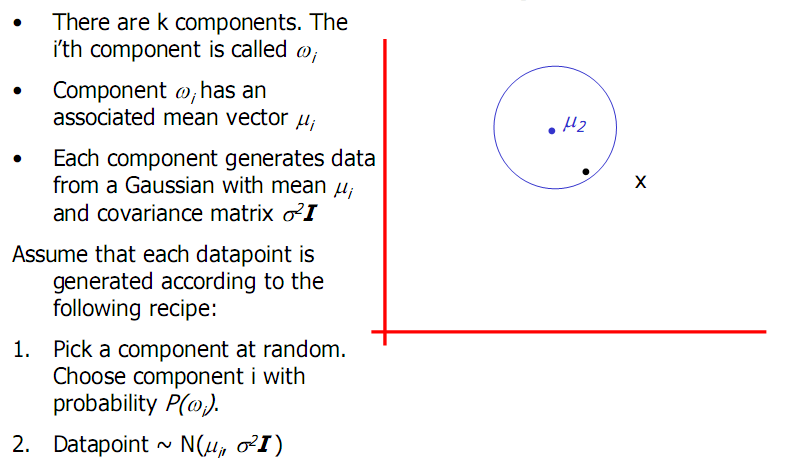 • There are k components. The
i'th component is called ωᵢ
• Component ωᵢ has an
associated mean vector μᵢ
• Each component generates data
from a Gaussian with mean μᵢ
and covariance matrix σ²I
Assume that each datapoint is
generated according to the
following recipe:
1. Pick a component at random.
Choose component i with
probability P(ωᵢ).
2. Datapoint ~ N(μᵢ, σ²I)
μ₂
x